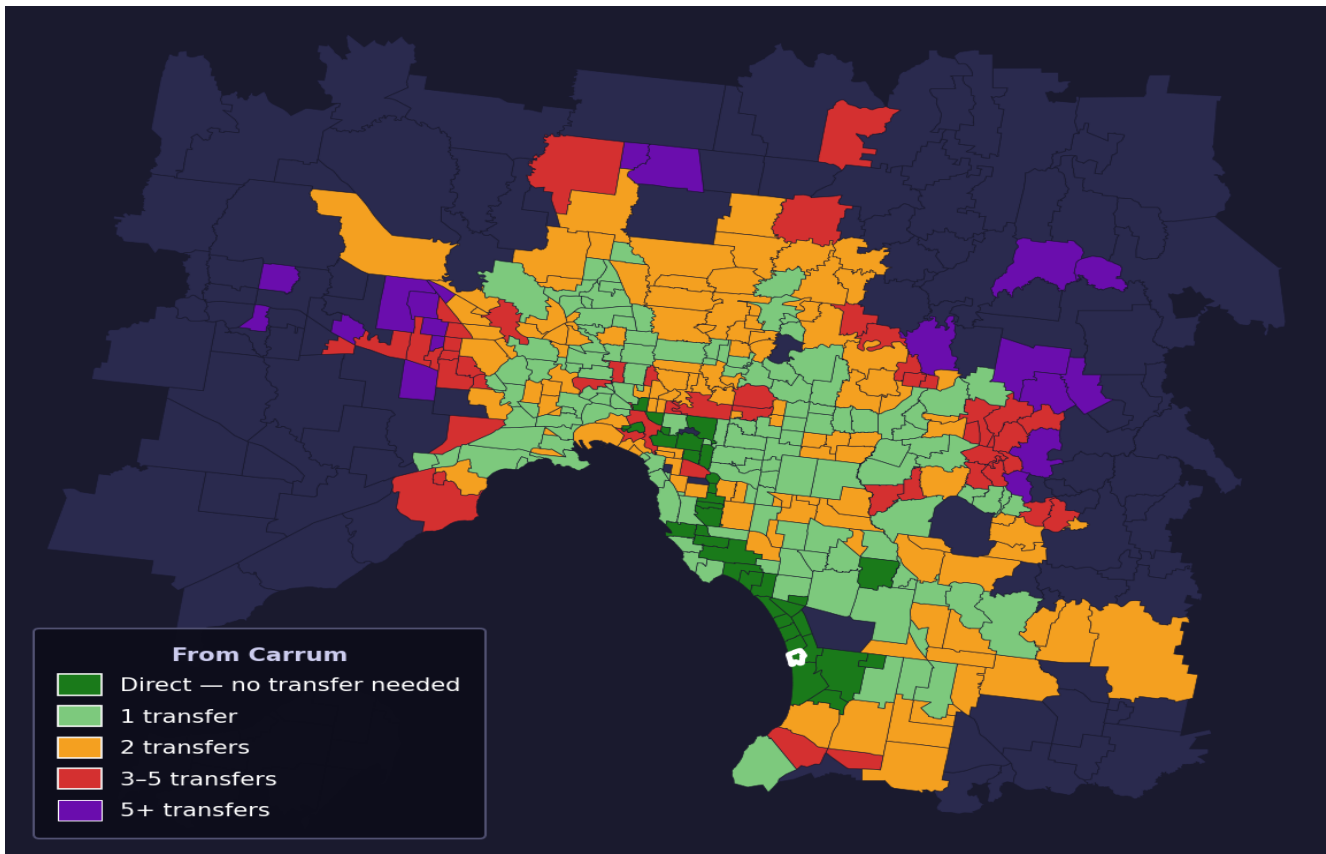 From Carrum
Direct — no transfer needed
1 transfer
2 transfers
3–5 transfers
5+ transfers